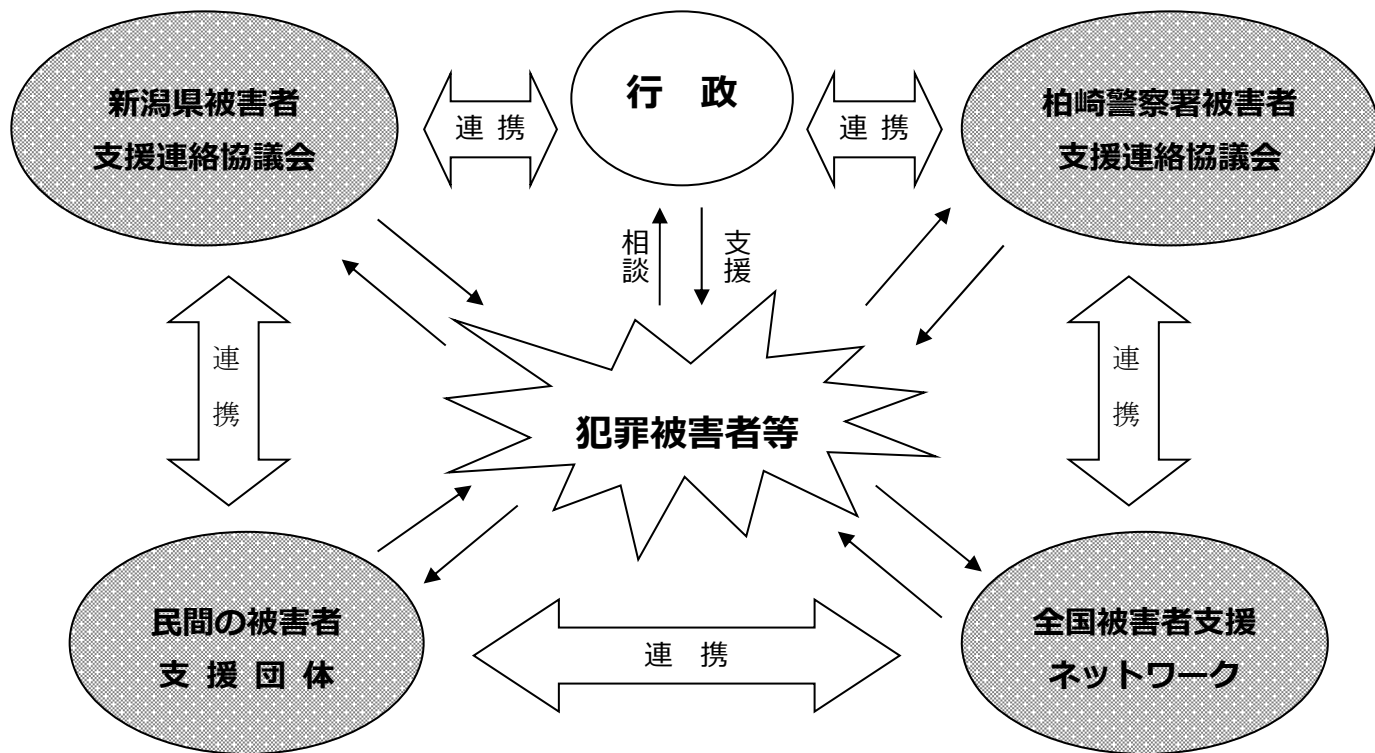 新潟県被害者
支援連絡協議会
連 携
行 政
連 携
柏崎警察署被害者
支援連絡協議会
相談
支援
連携
犯罪被害者等
連携
民間の被害者
支 援 団 体
連 携
全国被害者支援
ネットワーク